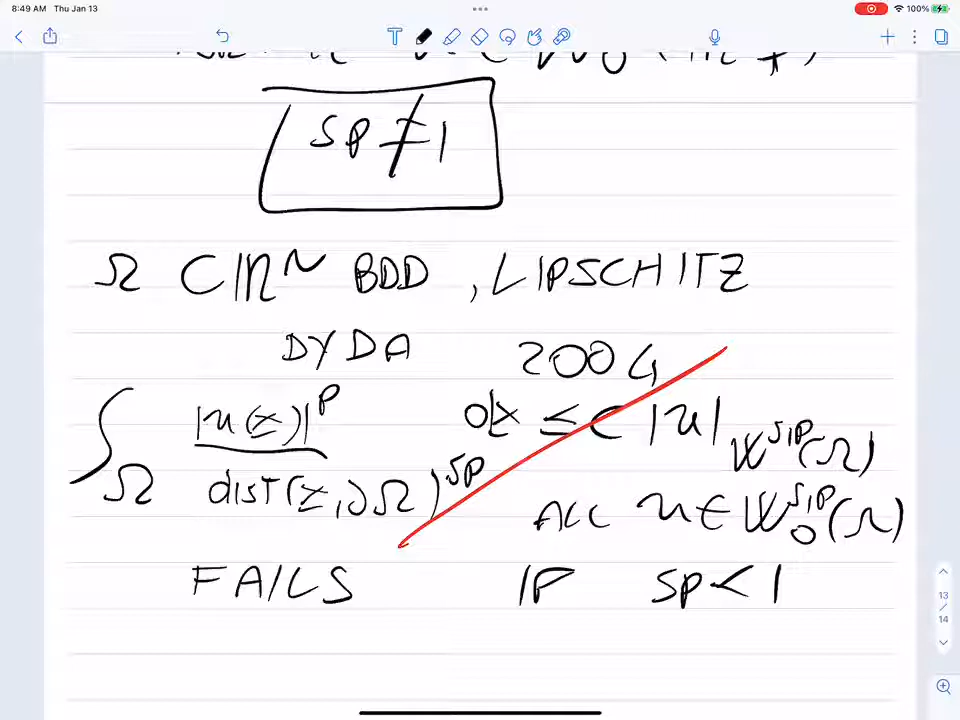 8:49 AM Thu Jan 13
100%
sp ≠ 1
Ω ⊂ ℝ^N BDD, LIPSCHITZ
DYDA 2004
∫_Ω |u(x)|^p / dist(x,∂Ω)^{sp} dx ≤ C |u|_{W^{s,p}(Ω)}
ALL u ∈ W_0^{s,p}(Ω)
FAILS IF sp < 1
13
/
14